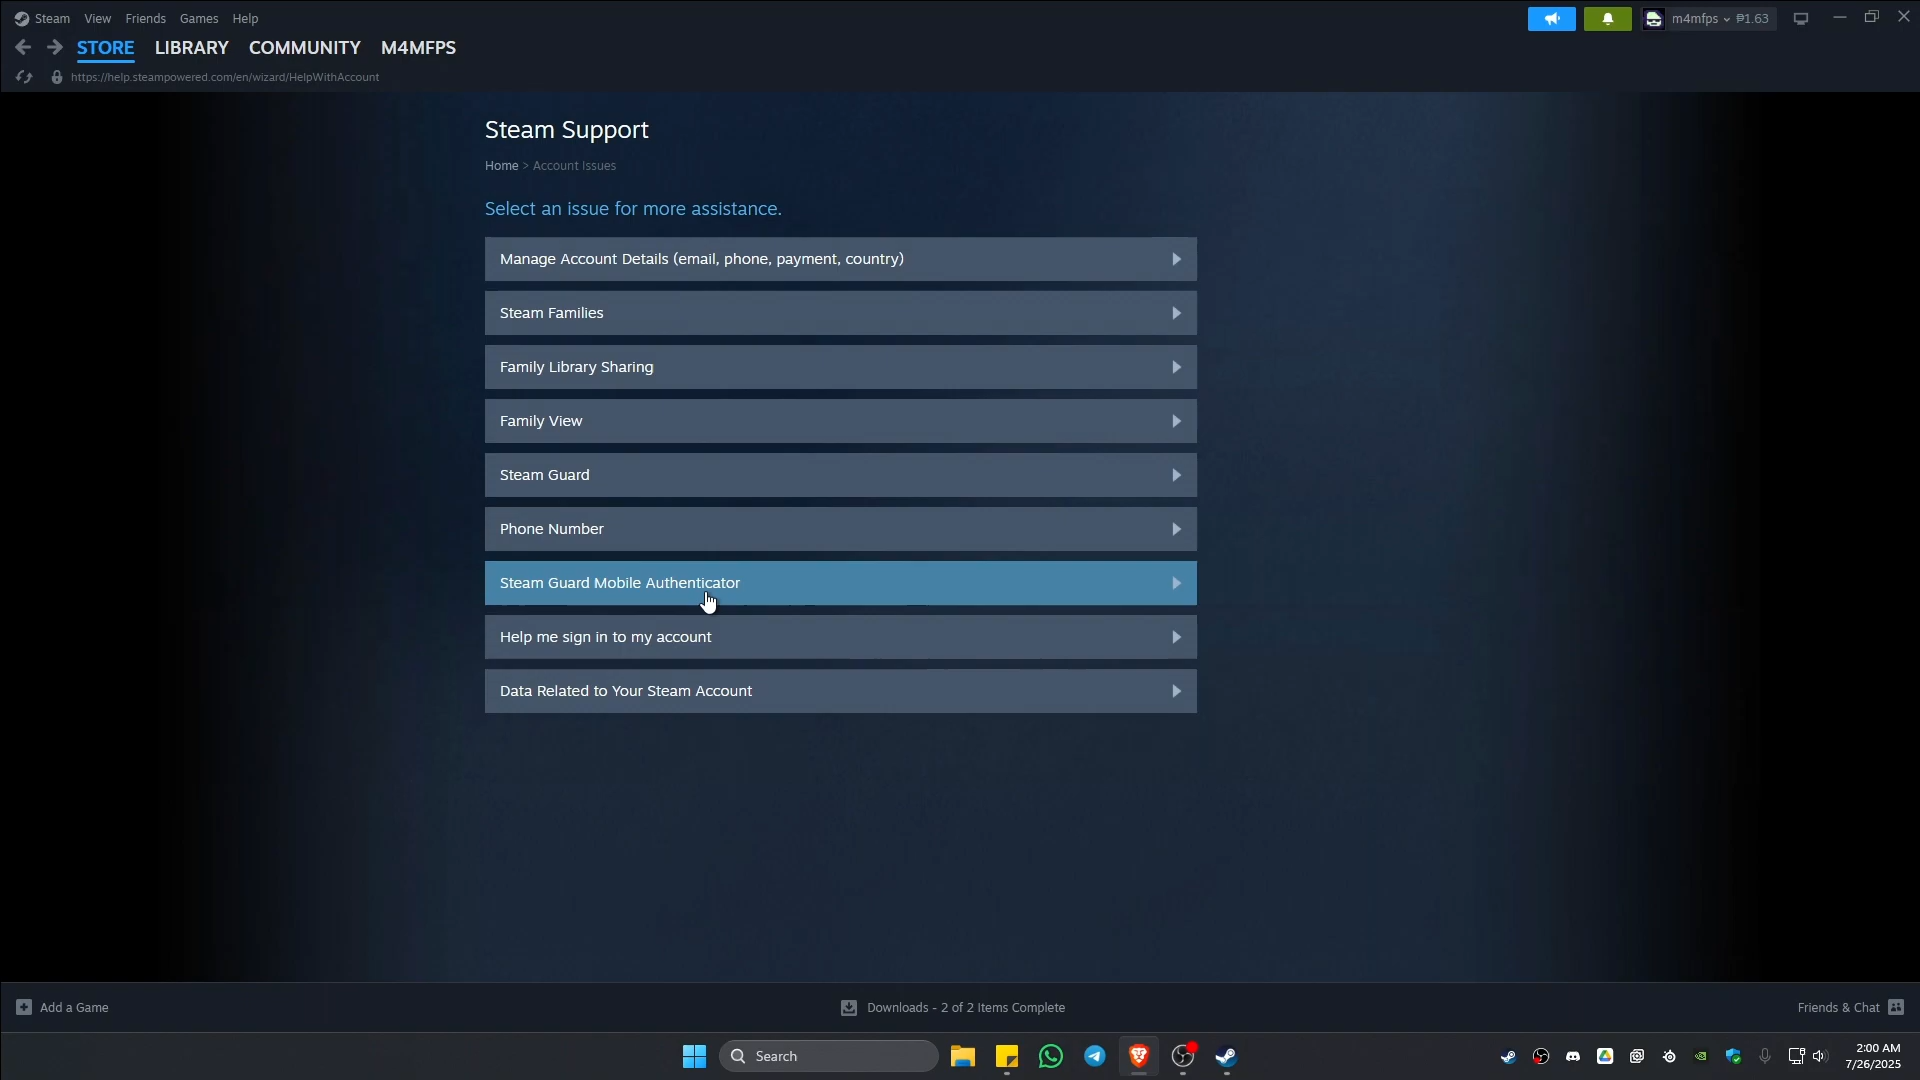 Steam View Friends Games Help
m4mfps ₱1.63
STORE LIBRARY COMMUNITY M4MFPS
https://help.steampowered.com/en/wizard/HelpWithAccount
Steam Support
Home > Account Issues
Select an issue for more assistance.
Manage Account Details (email, phone, payment, country)
Steam Families
Family Library Sharing
Family View
Steam Guard
Phone Number
Steam Guard Mobile Authenticator
Help me sign in to my account
Data Related to Your Steam Account
Add a Game
Downloads - 2 of 2 Items Complete
Friends & Chat
Search
2:00 AM
7/26/2025